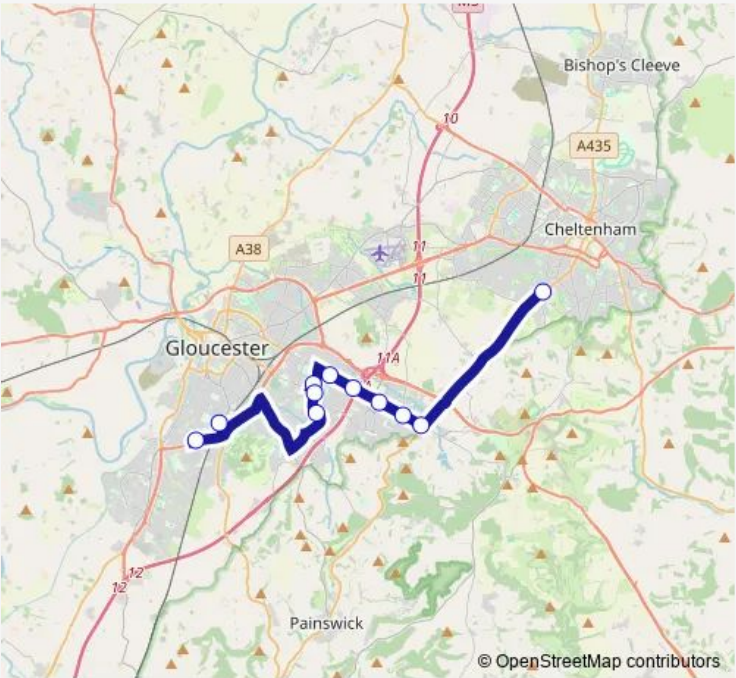 M5
Bishop's Cleeve
10
A435
Cheltenham
A38
11
11
Gloucester
11A
12
12
Painswick
© OpenStreetMap contributors